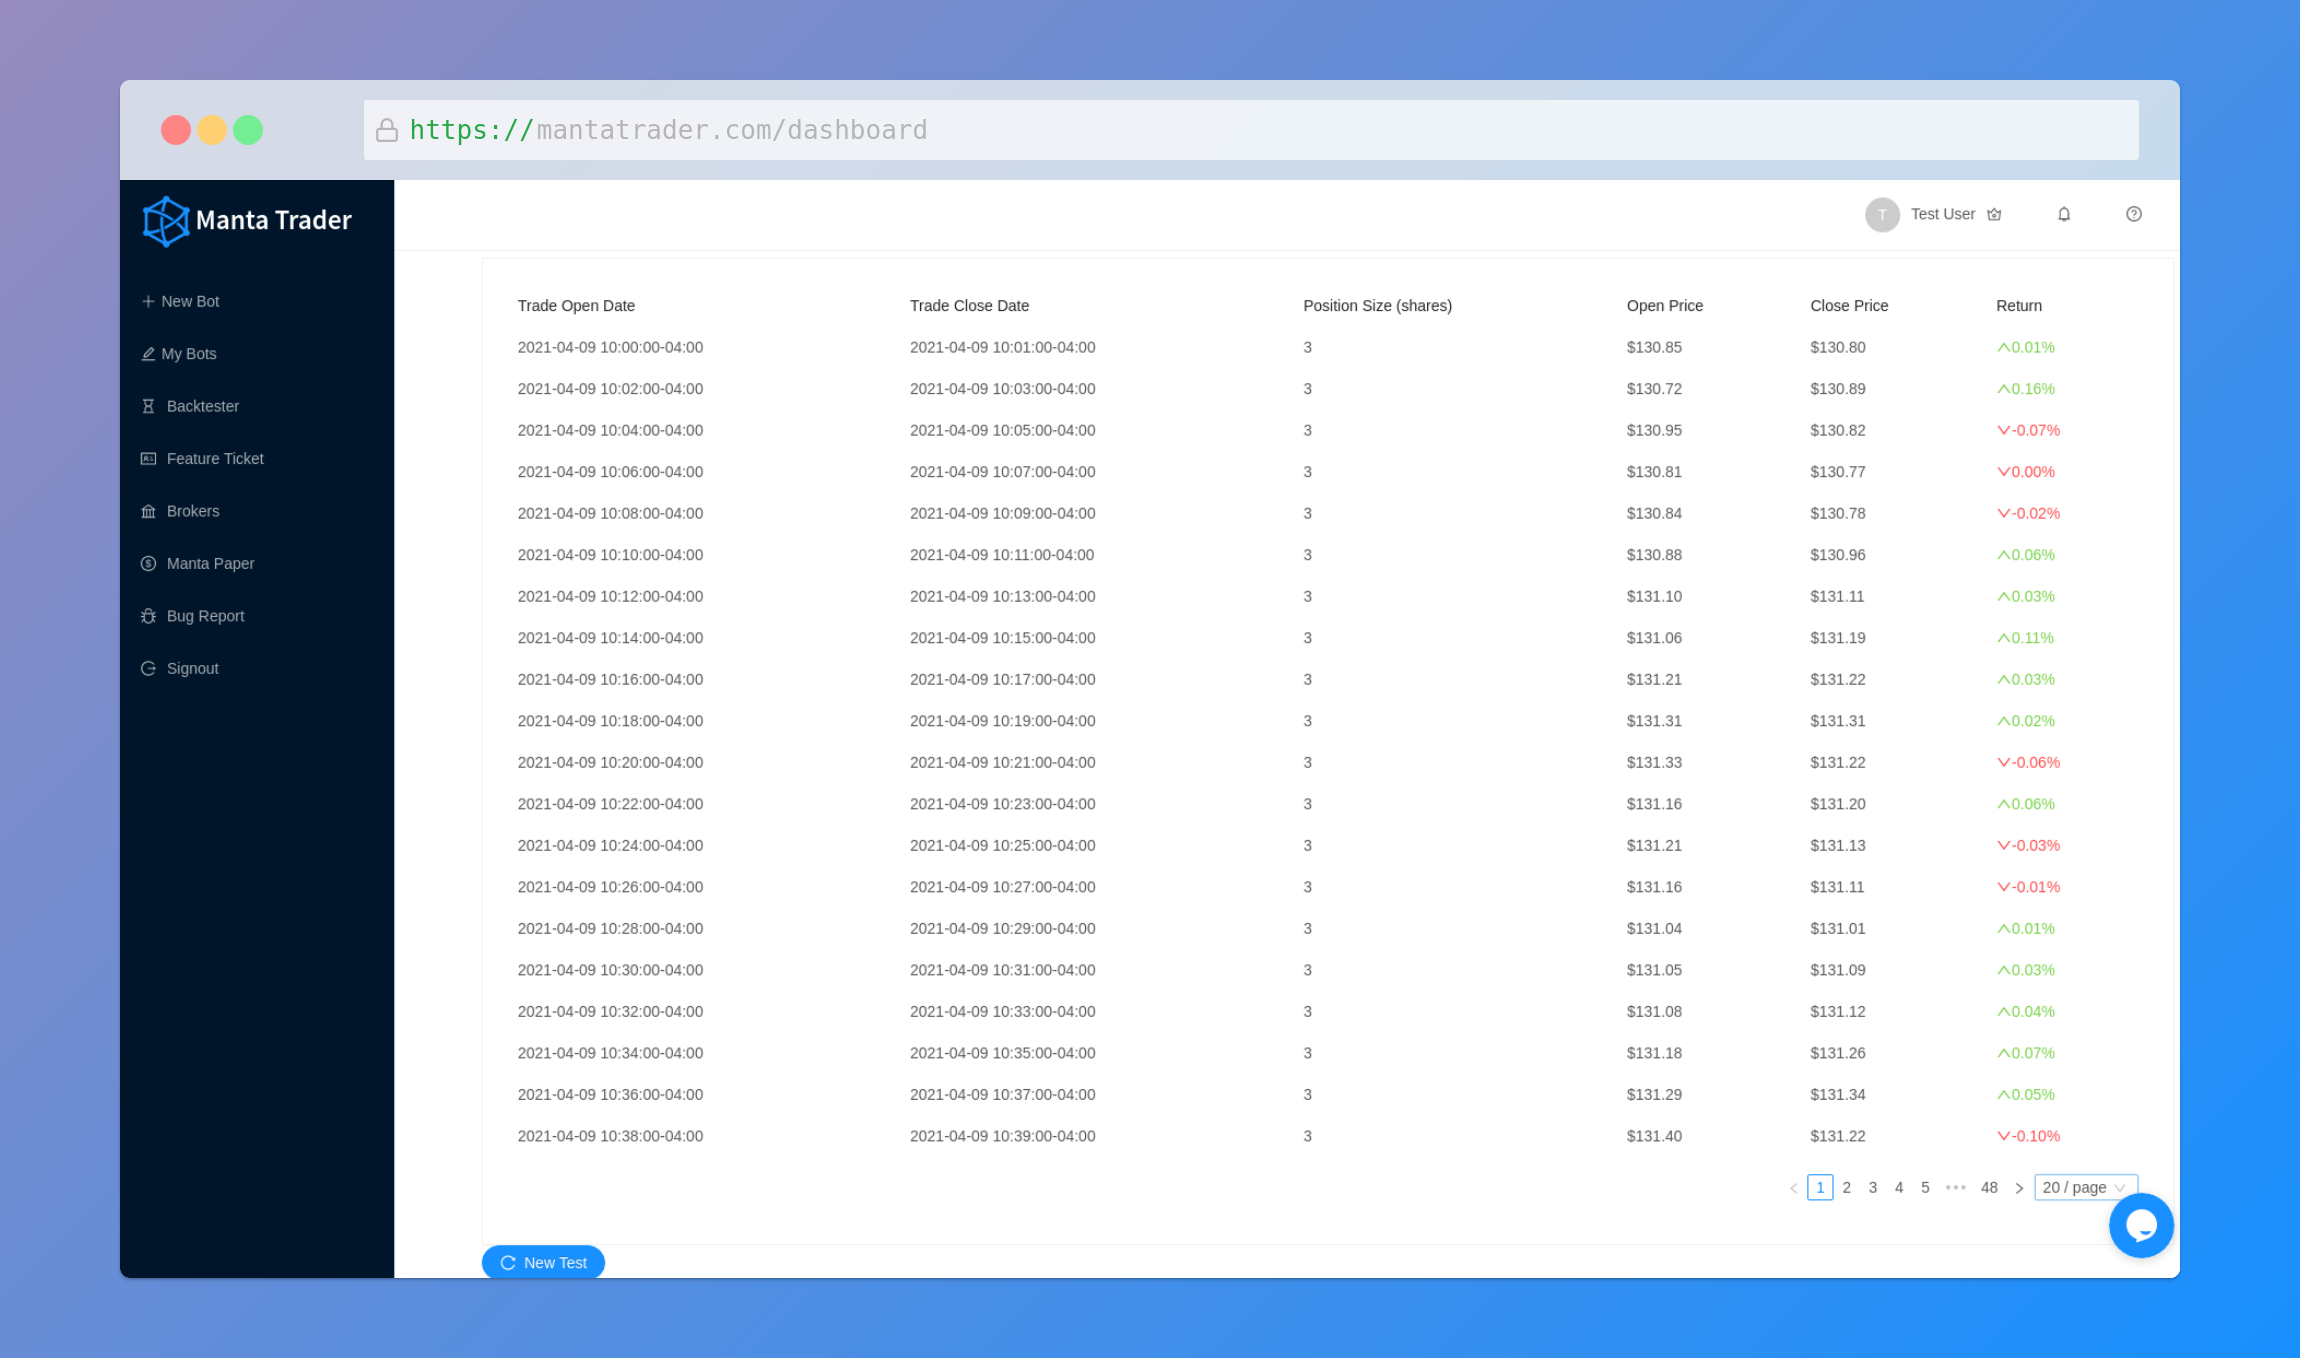 https://mantatrader.com/dashboard
Manta Trader
T Test User
New Bot
My Bots
Backtester
Feature Ticket
Brokers
Manta Paper
Bug Report
Signout
Trade Open Date Trade Close Date Position Size (shares) Open Price Close Price Return
2021-04-09 10:00:00-04:00 2021-04-09 10:01:00-04:00 3 $130.85 $130.80 0.01%
2021-04-09 10:02:00-04:00 2021-04-09 10:03:00-04:00 3 $130.72 $130.89 0.16%
2021-04-09 10:04:00-04:00 2021-04-09 10:05:00-04:00 3 $130.95 $130.82 -0.07%
2021-04-09 10:06:00-04:00 2021-04-09 10:07:00-04:00 3 $130.81 $130.77 0.00%
2021-04-09 10:08:00-04:00 2021-04-09 10:09:00-04:00 3 $130.84 $130.78 -0.02%
2021-04-09 10:10:00-04:00 2021-04-09 10:11:00-04:00 3 $130.88 $130.96 0.06%
2021-04-09 10:12:00-04:00 2021-04-09 10:13:00-04:00 3 $131.10 $131.11 0.03%
2021-04-09 10:14:00-04:00 2021-04-09 10:15:00-04:00 3 $131.06 $131.19 0.11%
2021-04-09 10:16:00-04:00 2021-04-09 10:17:00-04:00 3 $131.21 $131.22 0.03%
2021-04-09 10:18:00-04:00 2021-04-09 10:19:00-04:00 3 $131.31 $131.31 0.02%
2021-04-09 10:20:00-04:00 2021-04-09 10:21:00-04:00 3 $131.33 $131.22 -0.06%
2021-04-09 10:22:00-04:00 2021-04-09 10:23:00-04:00 3 $131.16 $131.20 0.06%
2021-04-09 10:24:00-04:00 2021-04-09 10:25:00-04:00 3 $131.21 $131.13 -0.03%
2021-04-09 10:26:00-04:00 2021-04-09 10:27:00-04:00 3 $131.16 $131.11 -0.01%
2021-04-09 10:28:00-04:00 2021-04-09 10:29:00-04:00 3 $131.04 $131.01 0.01%
2021-04-09 10:30:00-04:00 2021-04-09 10:31:00-04:00 3 $131.05 $131.09 0.03%
2021-04-09 10:32:00-04:00 2021-04-09 10:33:00-04:00 3 $131.08 $131.12 0.04%
2021-04-09 10:34:00-04:00 2021-04-09 10:35:00-04:00 3 $131.18 $131.26 0.07%
2021-04-09 10:36:00-04:00 2021-04-09 10:37:00-04:00 3 $131.29 $131.34 0.05%
2021-04-09 10:38:00-04:00 2021-04-09 10:39:00-04:00 3 $131.40 $131.22 -0.10%
1 2 3 4 5 ••• 48 20 / page
New Test